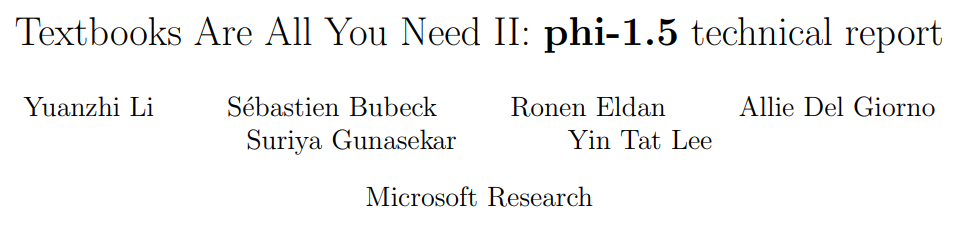 Textbooks Are All You Need II: phi-1.5 technical report
Yuanzhi Li Sébastien Bubeck Ronen Eldan Allie Del Giorno
Suriya Gunasekar Yin Tat Lee
Microsoft Research